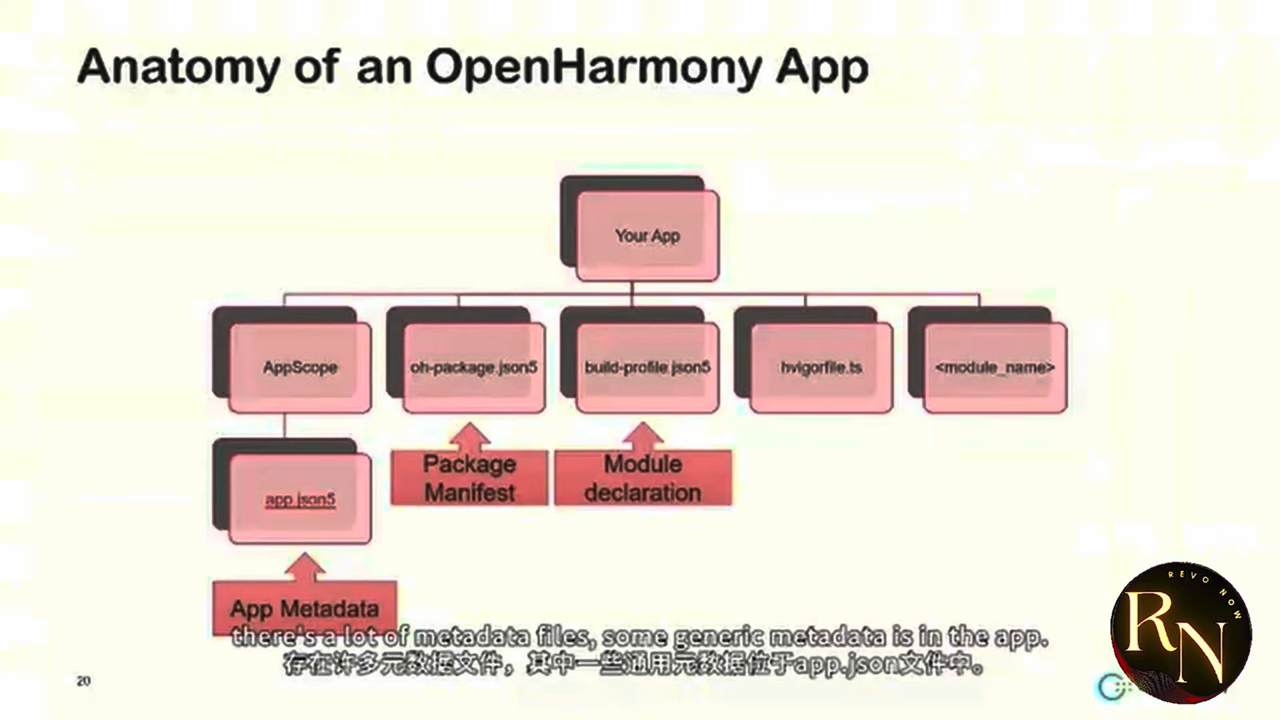 Anatomy of an OpenHarmony App
Your App
AppScope
oh-package.json5
build-profile.json5
hvigorfile.ts
<module_name>
Package
Manifest
Module
declaration
app.json5
App Metadata
there's a lot of metadata files, some generic metadata is in the app.
存在许多元数据文件，其中一些通用元数据位于app.json文件中。
20
REVO NOW
RN